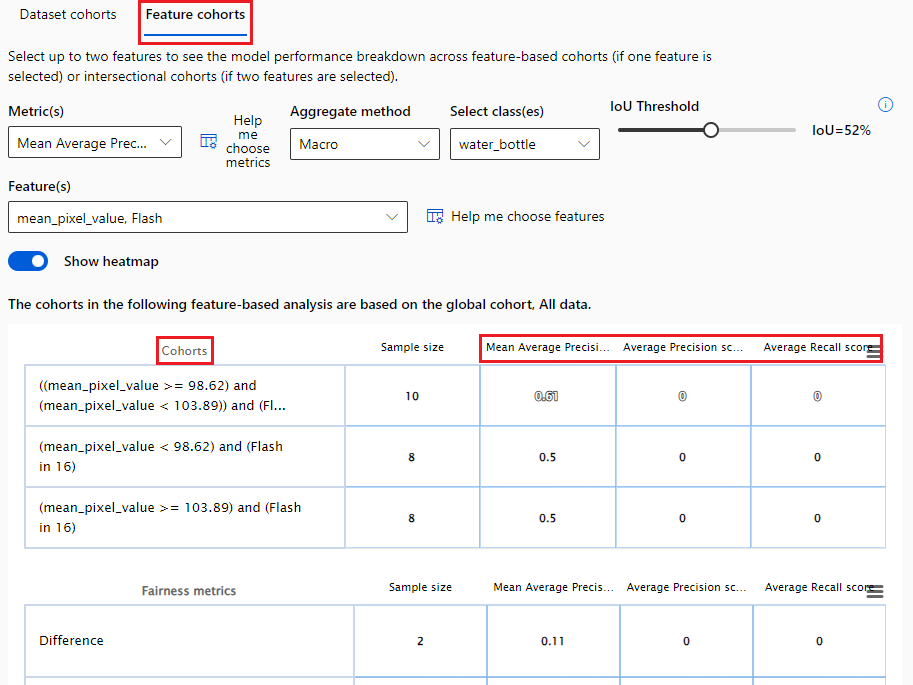 Dataset cohorts Feature cohorts
Select up to two features to see the model performance breakdown across feature-based cohorts (if one feature is
selected) or intersectional cohorts (if two features are selected).
Metric(s)
Mean Average Prec...
Help
me
choose
metrics
Aggregate method
Macro
Select class(es)
water_bottle
IoU Threshold
IoU=52%
Feature(s)
mean_pixel_value, Flash
Help me choose features
Show heatmap
The cohorts in the following feature-based analysis are based on the global cohort, All data.
Cohorts Sample size Mean Average Precisi... Average Precision sc... Average Recall score
((mean_pixel_value >= 98.62) and
(mean_pixel_value < 103.89)) and (Fl...
10 0.61 0 0
(mean_pixel_value < 98.62) and (Flash
in 16)
8 0.5 0 0
(mean_pixel_value >= 103.89) and (Flash
in 16)
8 0.5 0 0
Fairness metrics Sample size Mean Average Precis... Average Precision sc... Average Recall score
Difference 2 0.11 0 0